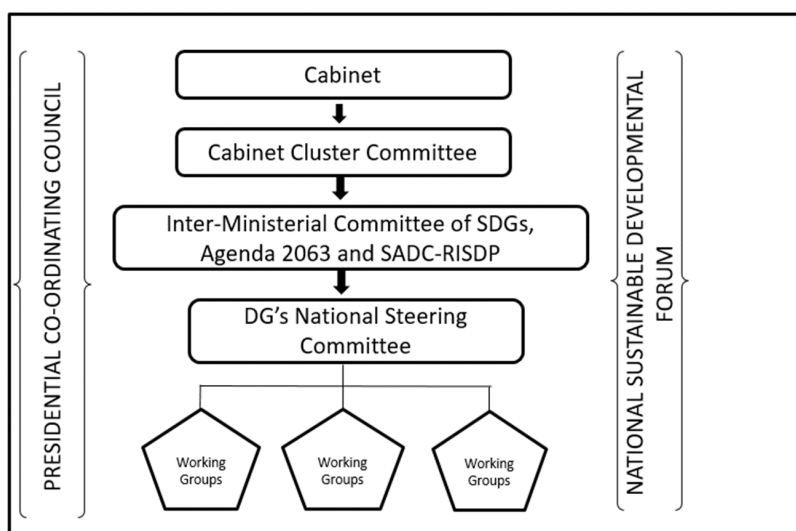 PRESIDENTIAL CO-ORDINATING COUNCIL
Cabinet
Cabinet Cluster Committee
Inter-Ministerial Committee of SDGs,
Agenda 2063 and SADC-RISDP
DG’s National Steering
Committee
Working
Groups
Working
Groups
Working
Groups
NATIONAL SUSTAINABLE DEVELOPMENTAL
FORUM